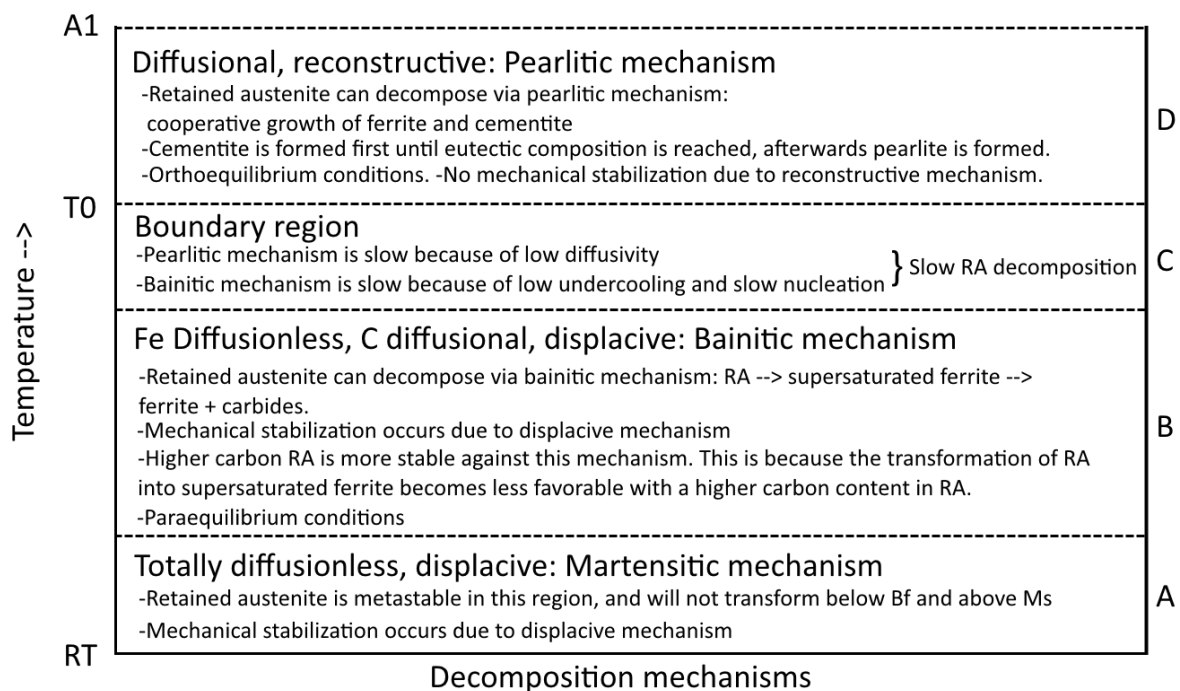 A1
Diffusional, reconstructive: Pearlitic mechanism
-Retained austenite can decompose via pearlitic mechanism:
cooperative growth of ferrite and cementite
-Cementite is formed first until eutectic composition is reached, afterwards pearlite is formed.
-Orthoequilibrium conditions. -No mechanical stabilization due to reconstructive mechanism.
D
T0
Boundary region
-Pearlitic mechanism is slow because of low diffusivity
-Bainitic mechanism is slow because of low undercooling and slow nucleation
} Slow RA decomposition
C
Temperature -->
Fe Diffusionless, C diffusional, displacive: Bainitic mechanism
-Retained austenite can decompose via bainitic mechanism: RA --> supersaturated ferrite -->
ferrite + carbides.
-Mechanical stabilization occurs due to displacive mechanism
-Higher carbon RA is more stable against this mechanism. This is because the transformation of RA
into supersaturated ferrite becomes less favorable with a higher carbon content in RA.
-Paraequilibrium conditions
B
Totally diffusionless, displacive: Martensitic mechanism
-Retained austenite is metastable in this region, and will not transform below Bf and above Ms
-Mechanical stabilization occurs due to displacive mechanism
A
RT
Decomposition mechanisms